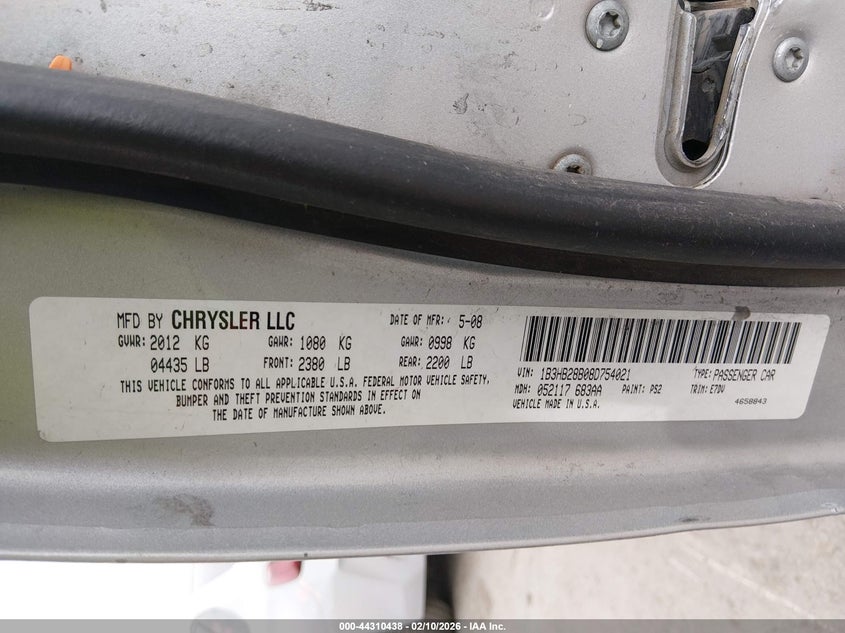 MFD BY CHRYSLER LLC DATE OF MFR: 5-08
GVWR: 2012 KG GAWR: 1080 KG GAWR: 0998 KG
04435 LB FRONT: 2380 LB REAR: 2200 LB
THIS VEHICLE CONFORMS TO ALL APPLICABLE U.S.A. FEDERAL MOTOR VEHICLE SAFETY,
BUMPER AND THEFT PREVENTION STANDARDS IN EFFECT ON
THE DATE OF MANUFACTURE SHOWN ABOVE.
VIN: 1B3HB28B08D754021 TYPE: PASSENGER CAR
MDH: 052117 683AA PAINT: PS2 TRIM: E7DV
VEHICLE MADE IN U.S.A. 4658843
000-44310438 - 02/10/2026 - IAA Inc.